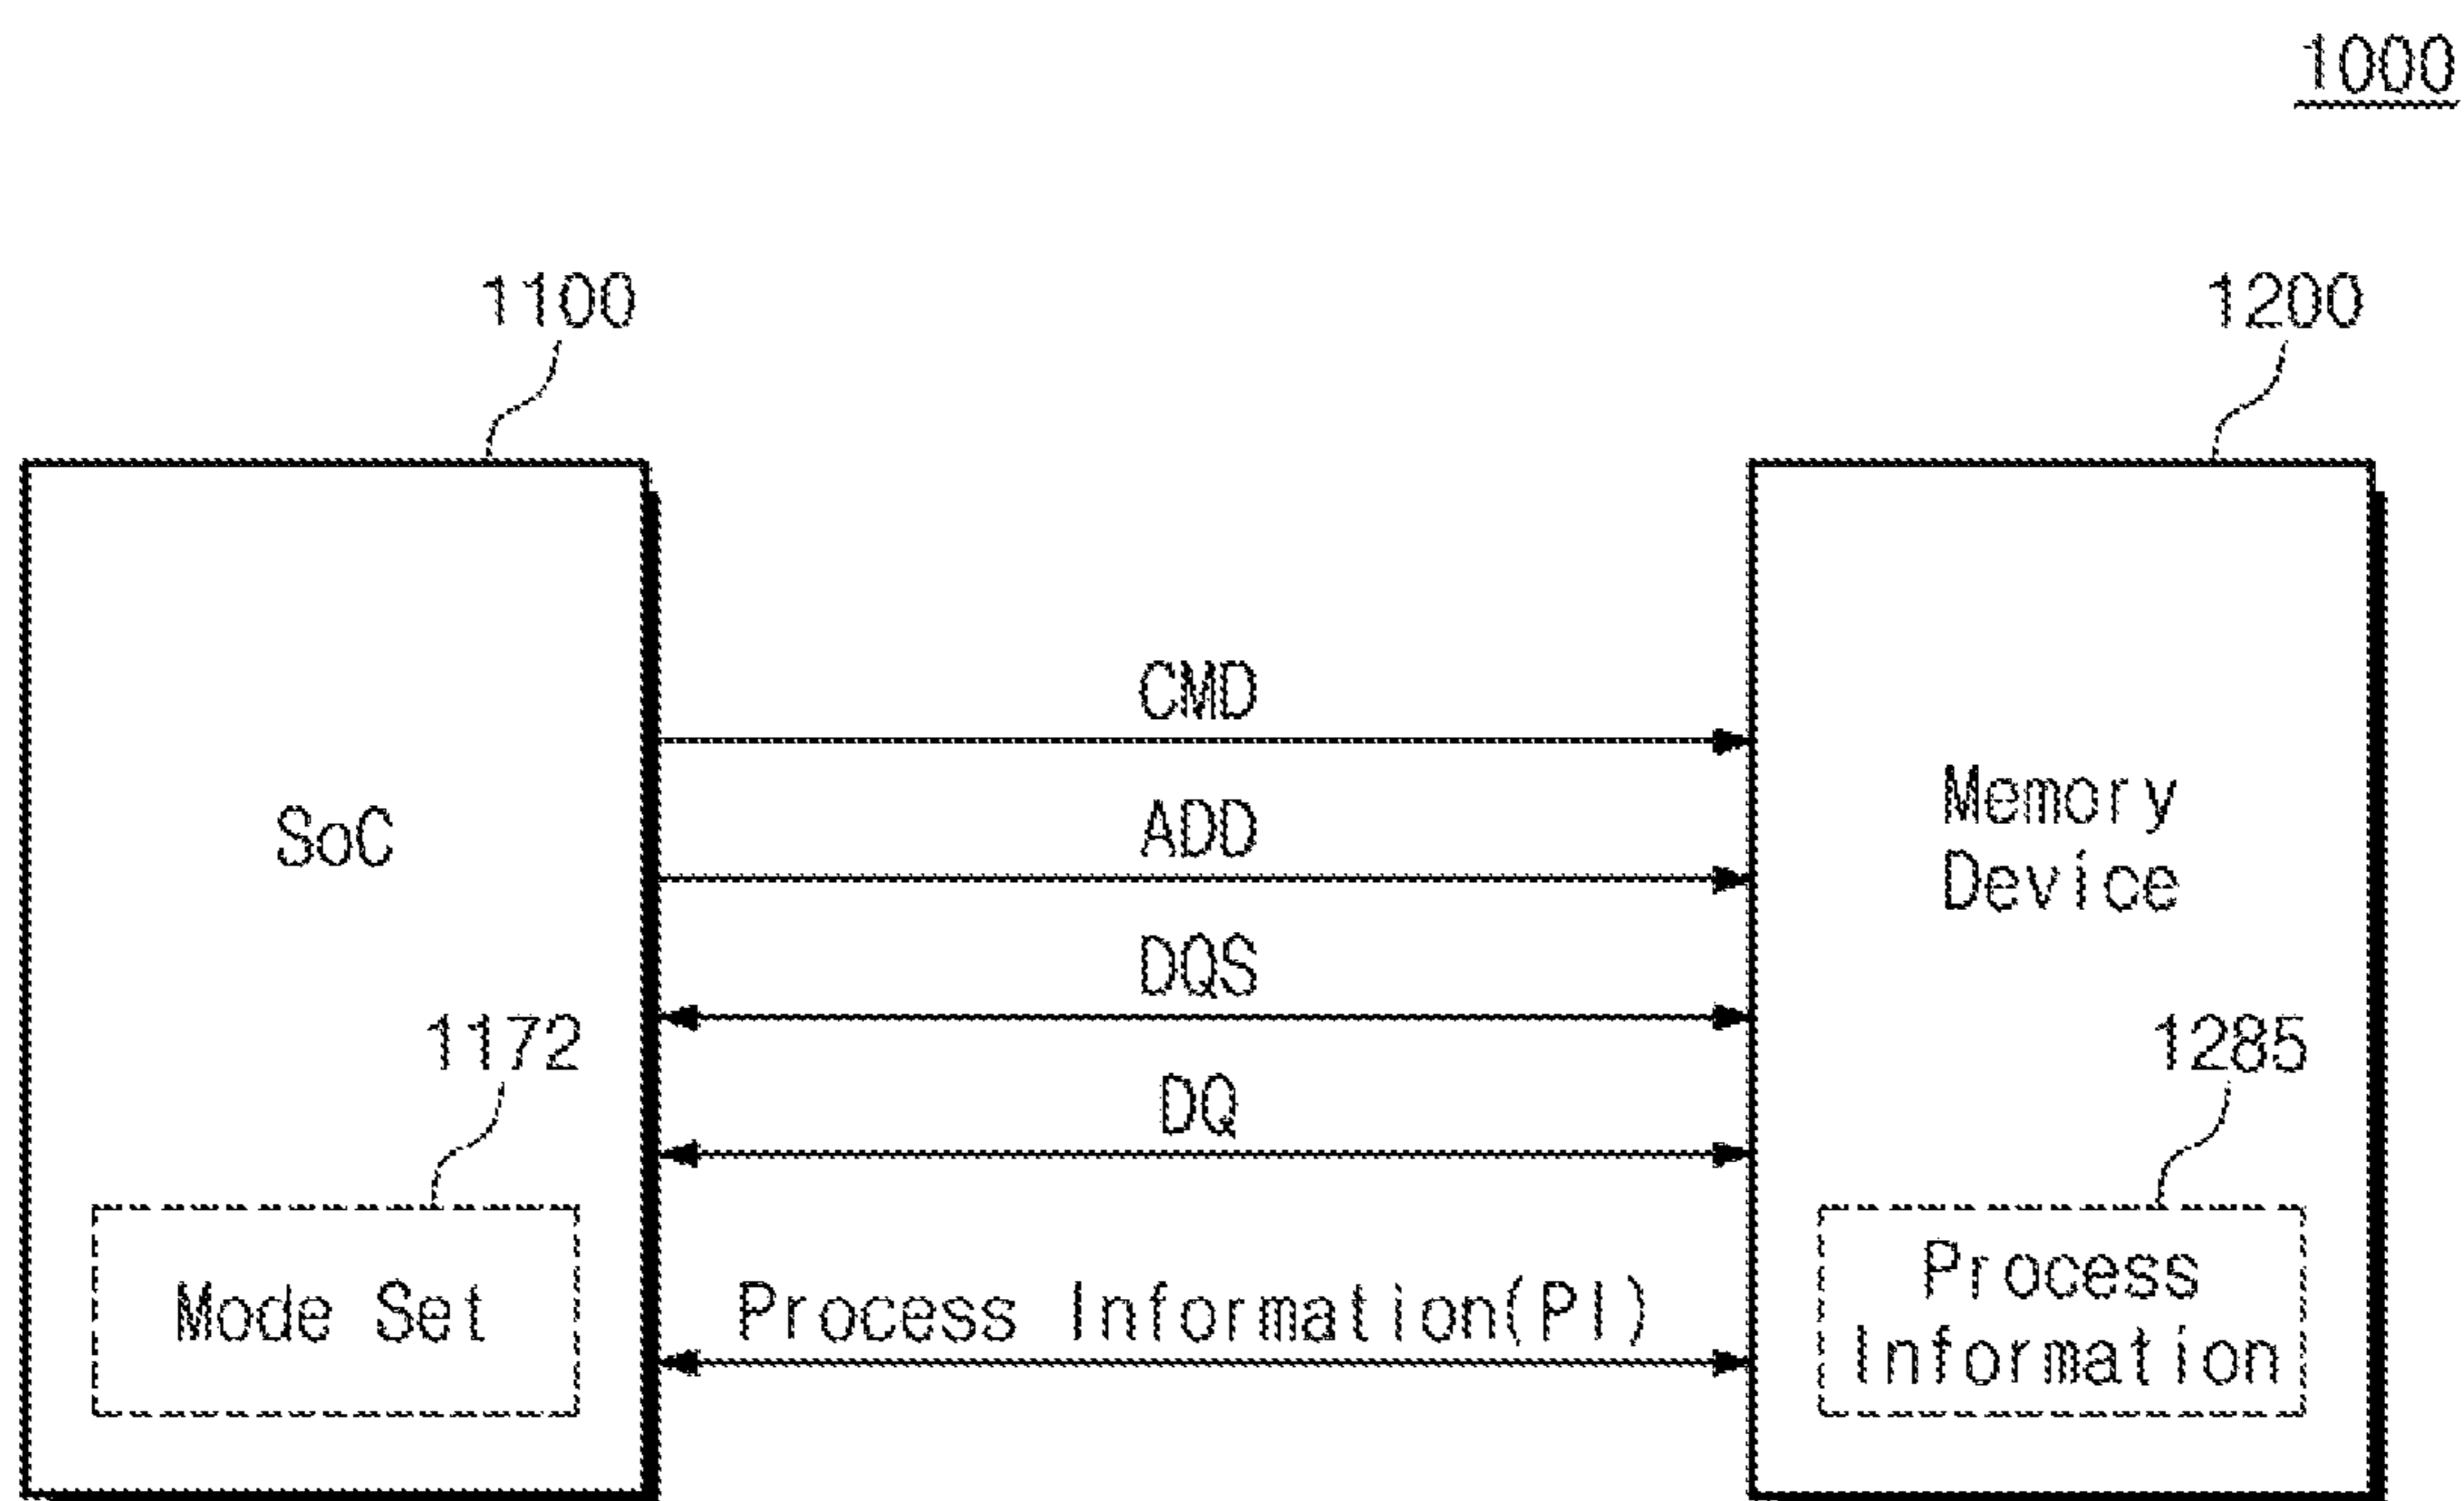 1000
1100
1200
CMD
ADD
SoC
Memory
Device
DQS
1172
1285
DQ
Mode Set
Process Information(PI)
Process
Information